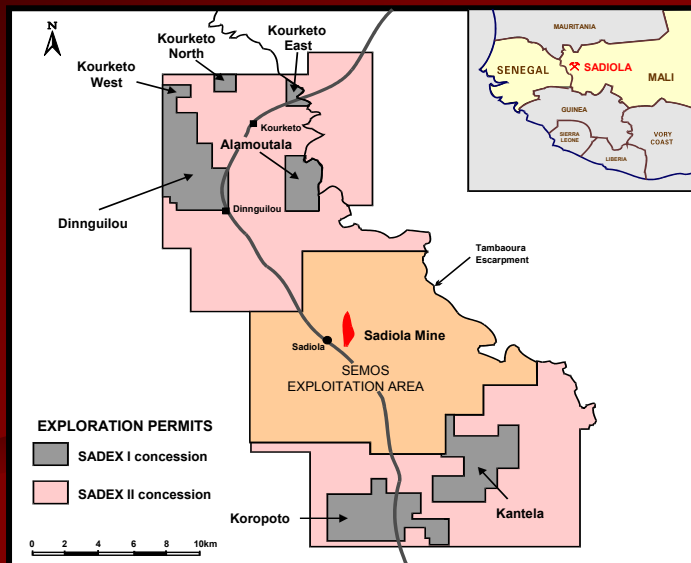 N
Kourketo
North
Kourketo
East
Kourketo
West
Kourketo
Alamoutala
Dinnguilou
Dinnguilou
Tambaoura
Escarpment
Sadiola Mine
Sadiola
SEMOS
EXPLOITATION AREA
EXPLORATION PERMITS
SADEX I concession
SADEX II concession
Koropoto
Kantela
0 2 4 6 8 10km
MAURITANIA
SENEGAL
SADIOLA
MALI
GUINEA
SIERRA
LEONE
LIBERIA
VORY
COAST